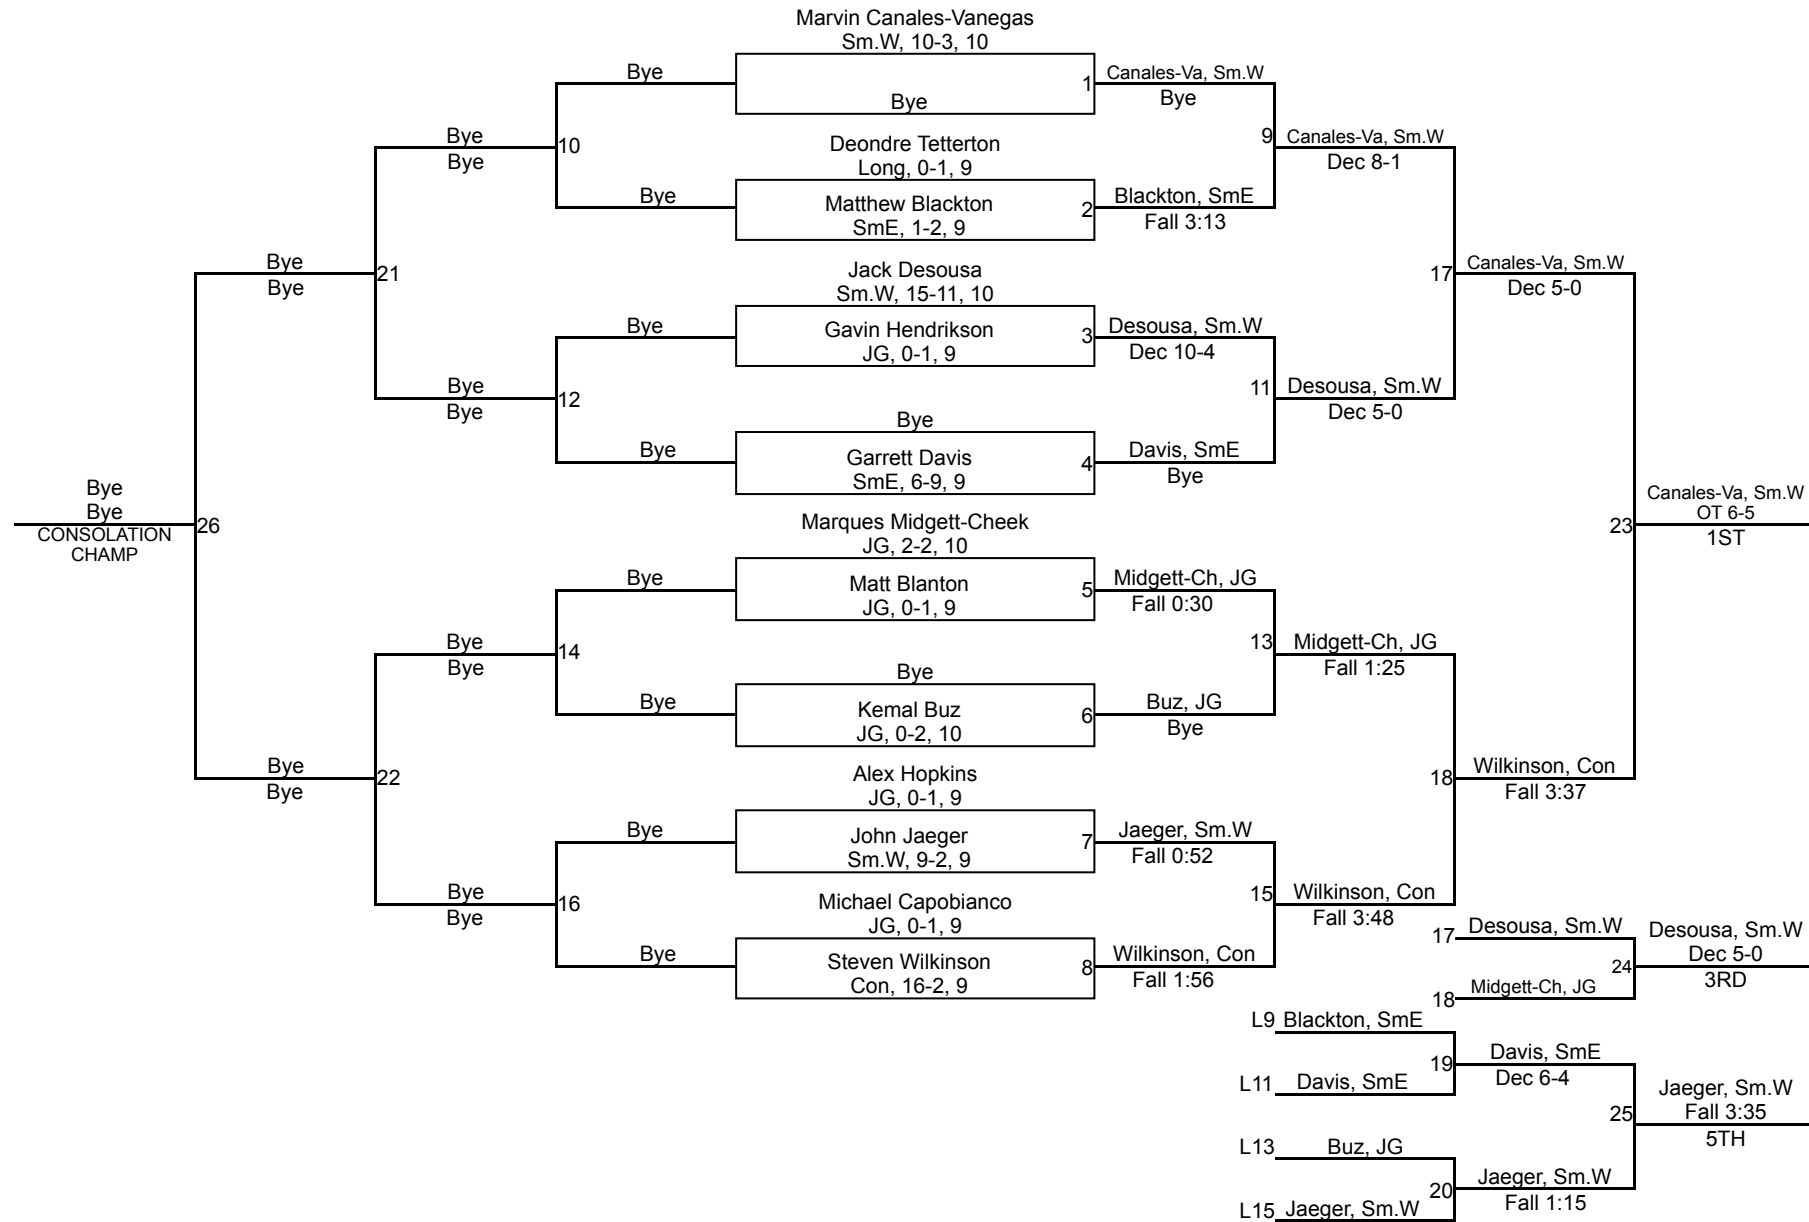 Marvin Canales-Vanegas
Sm.W, 10-3, 10
Bye
1
Deondre Tetterton
Long, 0-1, 9
Matthew Blackton
SmE, 1-2, 9
2
Jack Desousa
Sm.W, 15-11, 10
Gavin Hendrikson
JG, 0-1, 9
3
Bye
Garrett Davis
SmE, 6-9, 9
4
Marques Midgett-Cheek
JG, 2-2, 10
Matt Blanton
JG, 0-1, 9
5
Bye
Kemal Buz
JG, 0-2, 10
6
Alex Hopkins
JG, 0-1, 9
John Jaeger
Sm.W, 9-2, 9
7
Michael Capobianco
JG, 0-1, 9
Steven Wilkinson
Con, 16-2, 9
8
Canales-Va, Sm.W
Bye
9
Blackton, SmE
Fall 3:13
Desousa, Sm.W
Dec 10-4
11
Davis, SmE
Bye
Midgett-Ch, JG
Fall 0:30
13
Buz, JG
Bye
Jaeger, Sm.W
Fall 0:52
15
Wilkinson, Con
Fall 1:56
Canales-Va, Sm.W
Dec 8-1
17
Desousa, Sm.W
Dec 5-0
Midgett-Ch, JG
Fall 1:25
18
Wilkinson, Con
Fall 3:48
Canales-Va, Sm.W
Dec 5-0
23
Wilkinson, Con
Fall 3:37
Canales-Va, Sm.W
OT 6-5
1ST
17
Desousa, Sm.W
24
18
Midgett-Ch, JG
Desousa, Sm.W
Dec 5-0
3RD
L9 Blackton, SmE
19
L11 Davis, SmE
Davis, SmE
Dec 6-4
L13 Buz, JG
20
L15 Jaeger, Sm.W
Jaeger, Sm.W
Fall 1:15
25
Jaeger, Sm.W
Fall 3:35
5TH
Bye
10
Bye
Bye
12
Bye
Bye
14
Bye
Bye
16
Bye
Bye
Bye
21
Bye
Bye
Bye
Bye
22
Bye
Bye
Bye
Bye
26
Bye
Bye
Bye
Bye
CONSOLATION
CHAMP